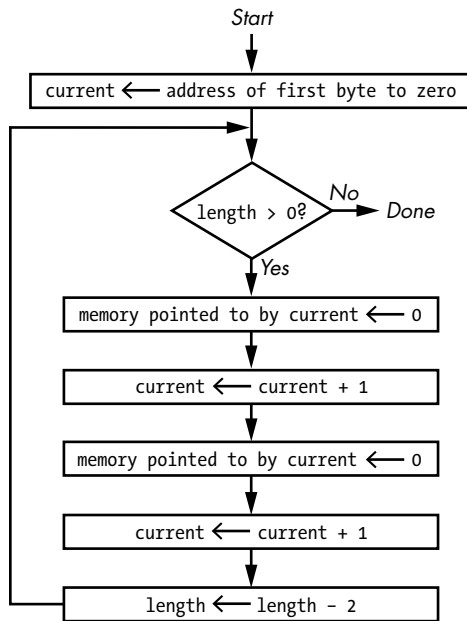 Start
current ← address of first byte to zero
length > 0?
No
Done
Yes
memory pointed to by current ← 0
current ← current + 1
memory pointed to by current ← 0
current ← current + 1
length ← length – 2